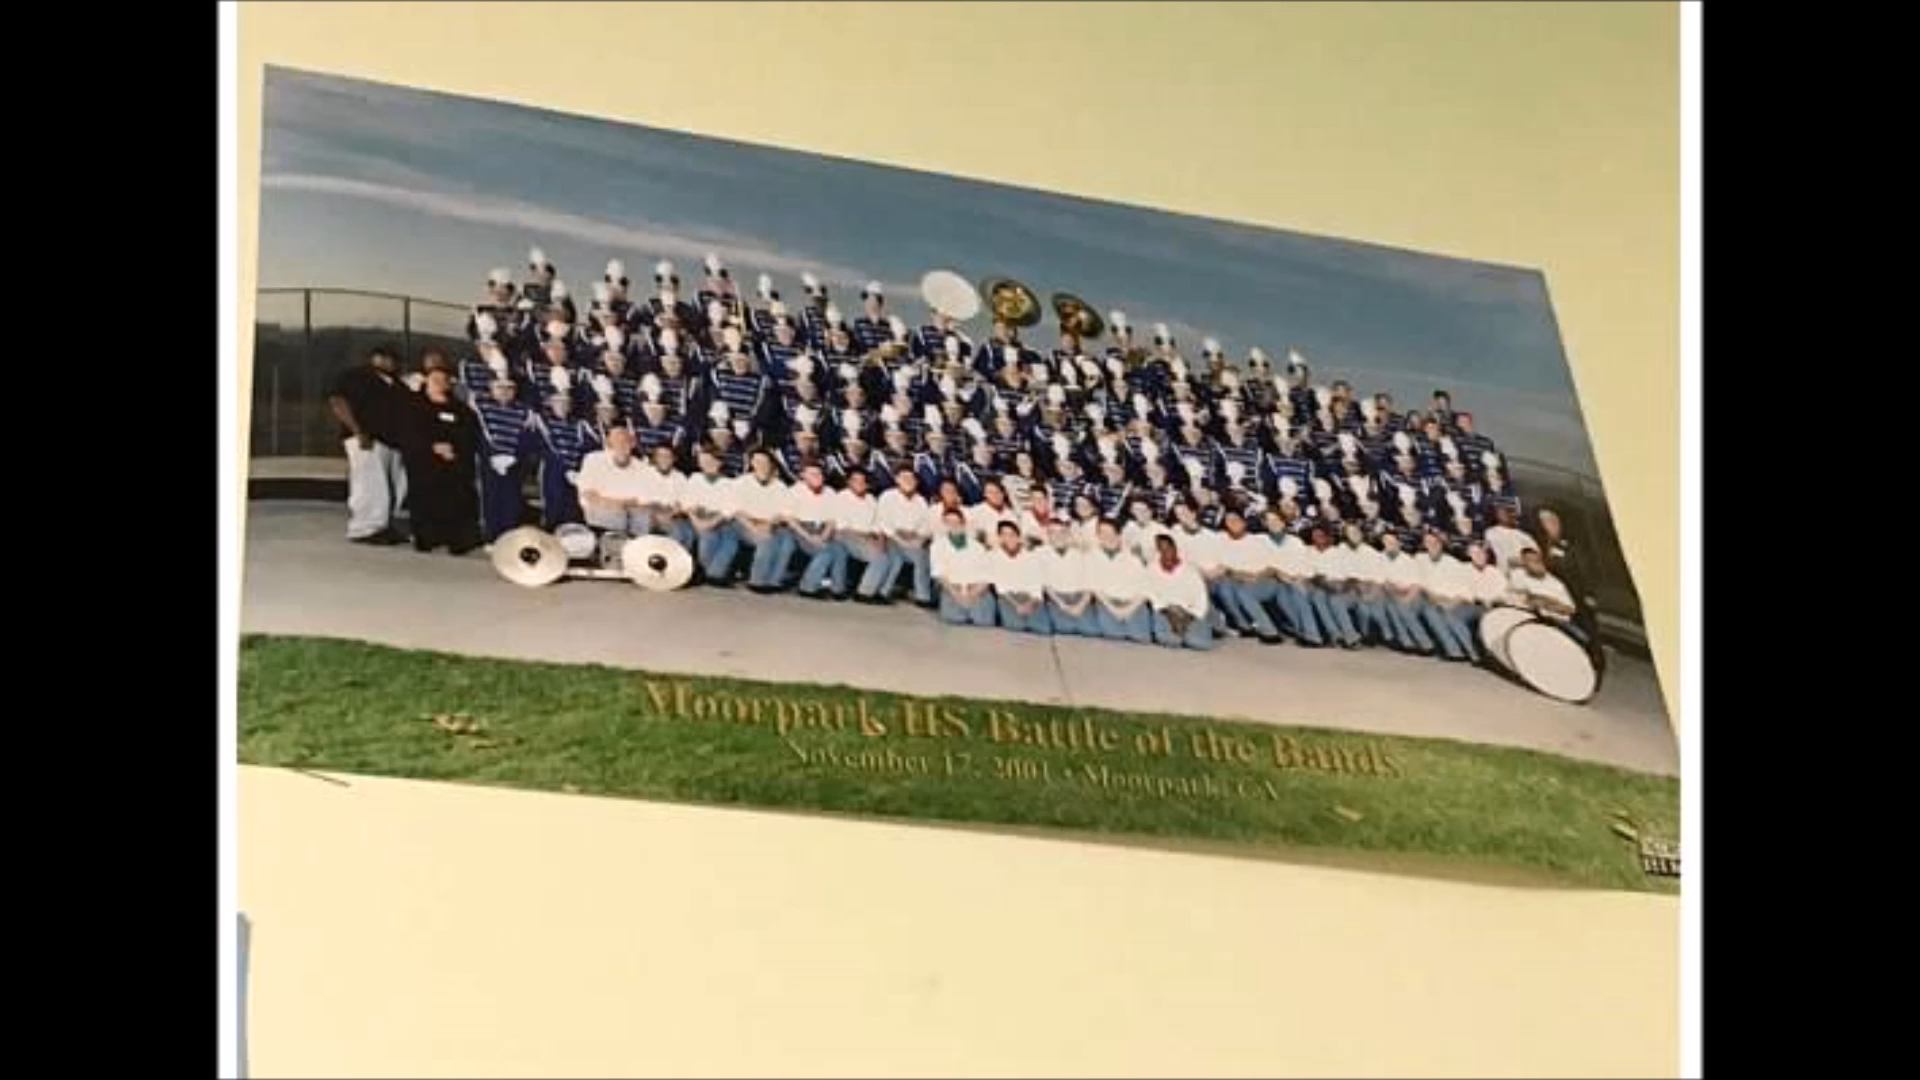 Moorpark HS Battle of the Bands
November 17, 2001 • Moorpark, CA